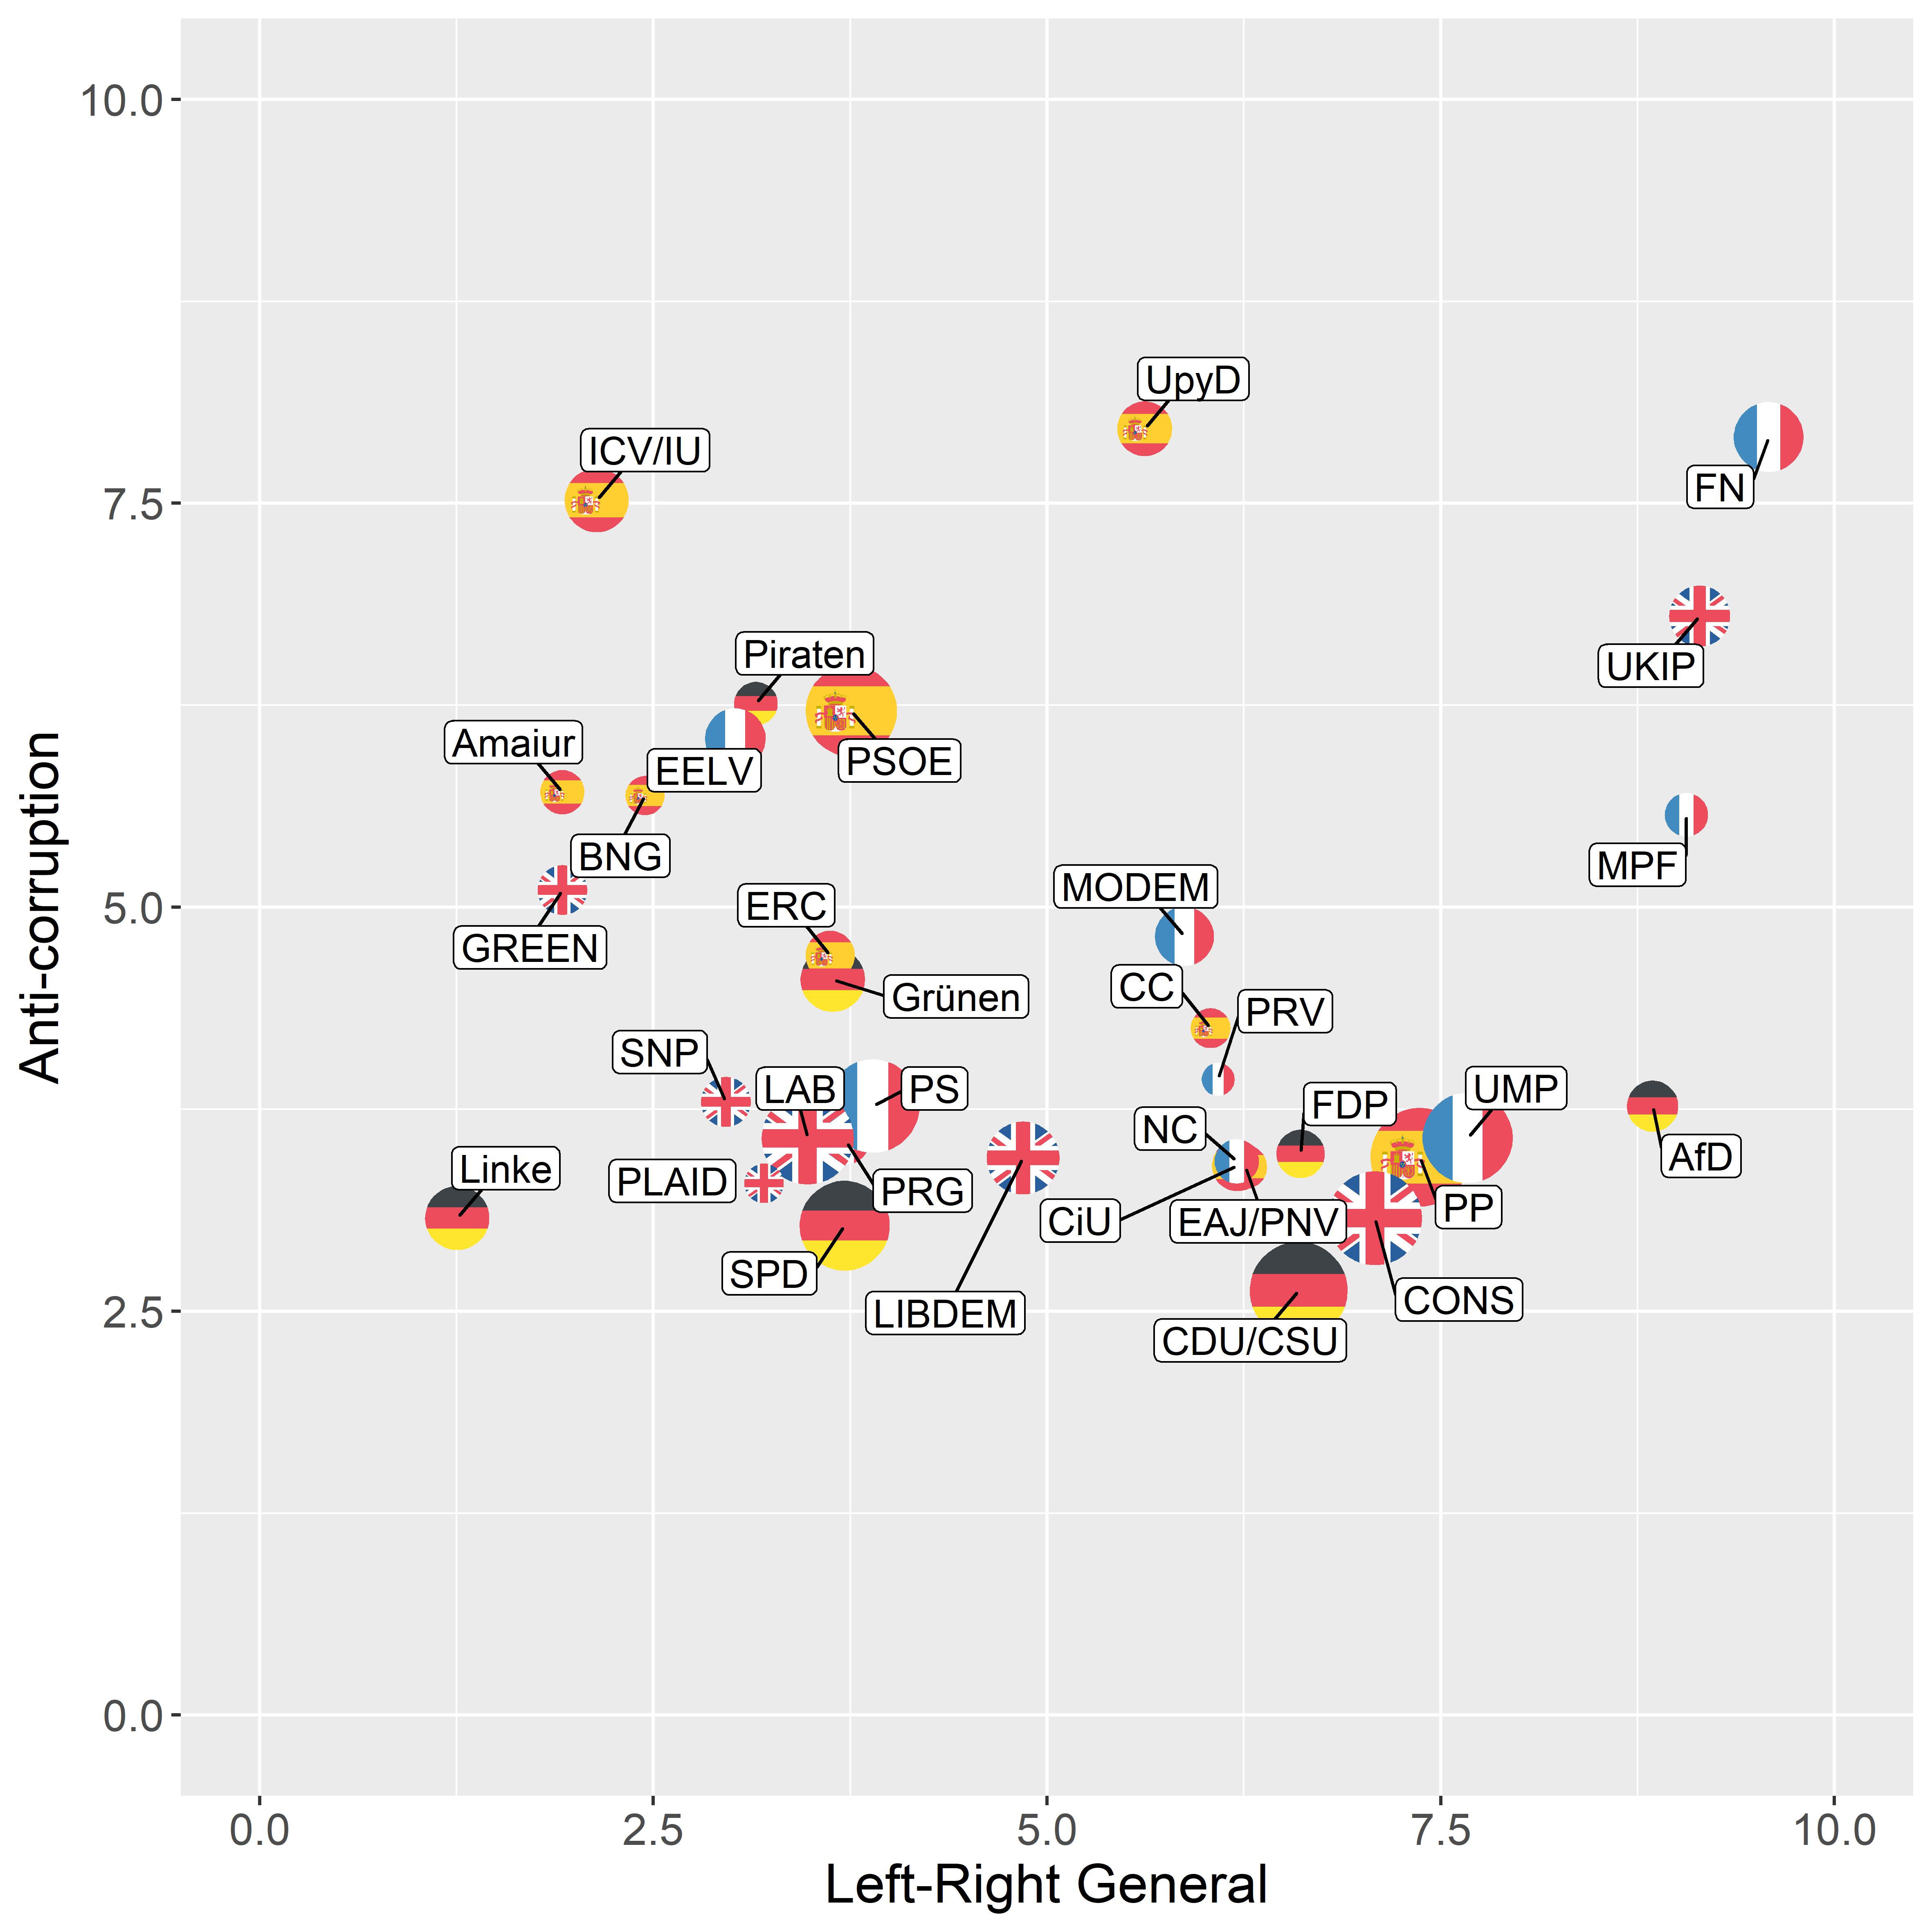 10.0
UpyD
ICV/IU
FN
7.5
UKIP
Piraten
Amaiur
EELV
PSOE
BNG
MPF
MODEM
ERC
5.0
GREEN
CC
Grünen
PRV
SNP
LAB
PS
UMP
FDP
NC
Linke
AfD
PLAID
PRG
PP
CiU
EAJ/PNV
SPD
LIBDEM
CONS
2.5
CDU/CSU
Anti-corruption
0.0
0.0
2.5
5.0
7.5
10.0
Left-Right General